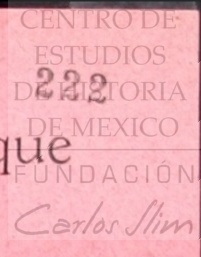 CENTRO DE
ESTUDIOS
222
DE HISTORIA
DE MEXICO
que
FUNDACIÓN
Carlos Slim